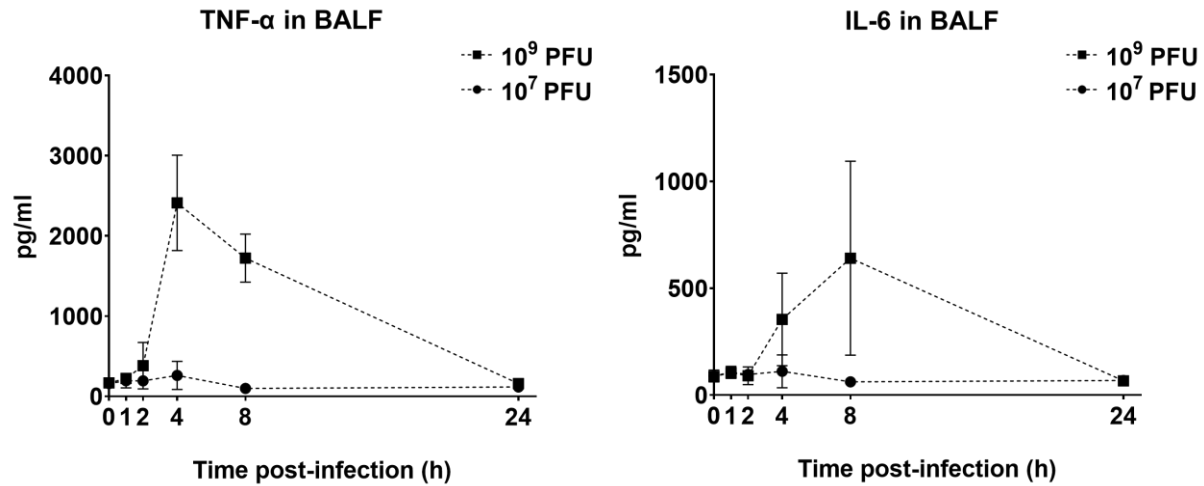 TNF-α in BALF
10⁹ PFU
10⁷ PFU
4000
3000
2000
1000
0
pg/ml
0 1 2 4 8 24
Time post-infection (h)
IL-6 in BALF
10⁹ PFU
10⁷ PFU
1500
1000
500
0
pg/ml
0 1 2 4 8 24
Time post-infection (h)